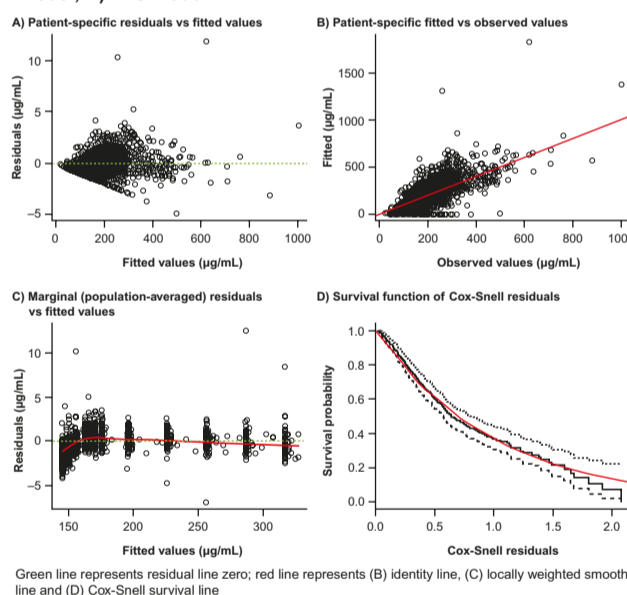 A) Patient-specific residuals vs fitted values
Residuals (µg/mL)
10
5
0
–5
0 200 400 600 800 1000
Fitted values (µg/mL)
B) Patient-specific fitted vs observed values
Fitted (µg/mL)
1500
1000
500
0
0 200 400 600 800 100
Observed values (µg/mL)
C) Marginal (population-averaged) residuals
vs fitted values
Residuals (µg/mL)
10
5
0
–5
150 200 250 300
Fitted values (µg/mL)
D) Survival function of Cox-Snell residuals
Survival probability
1.0
0.8
0.6
0.4
0.2
0.0
0.0 0.5 1.0 1.5 2.0
Cox-Snell residuals
Green line represents residual line zero; red line represents (B) identity line, (C) locally weighted smooth
line and (D) Cox-Snell survival line